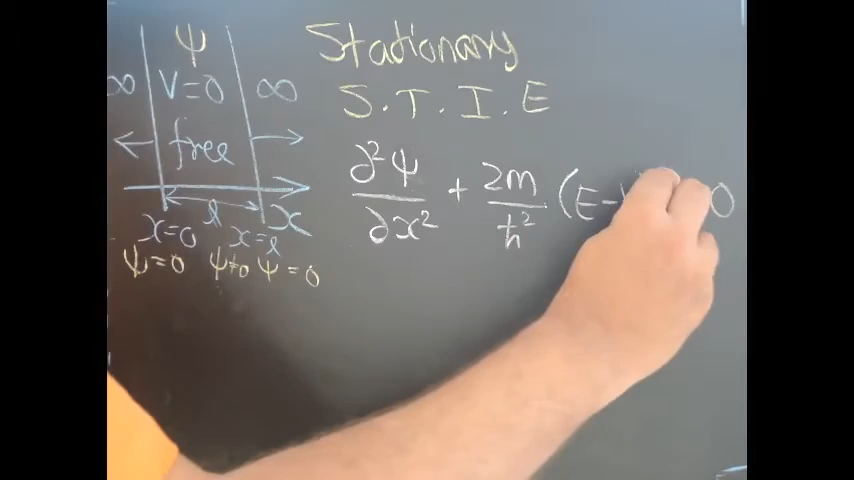 ψ
∞ V=0 ∞
free
l
x=0 x=l x
ψ=0 ψ≠0 ψ=0
Stationary
S.T.I.E
∂²ψ/∂x² + 2m/ħ² (E- 0